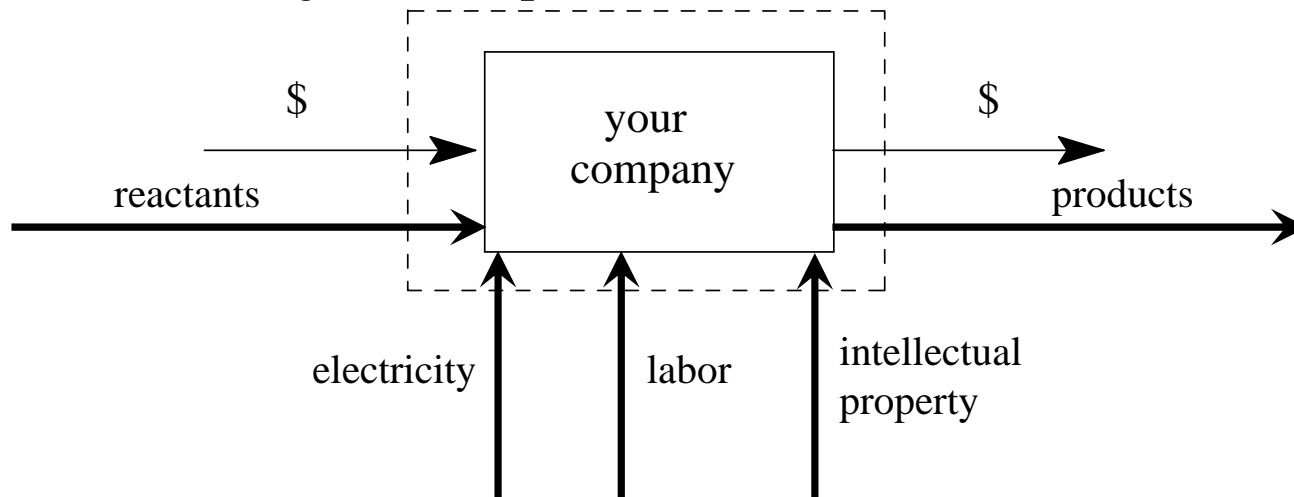 $
$
your
company
reactants
products
electricity
labor
intellectual
property